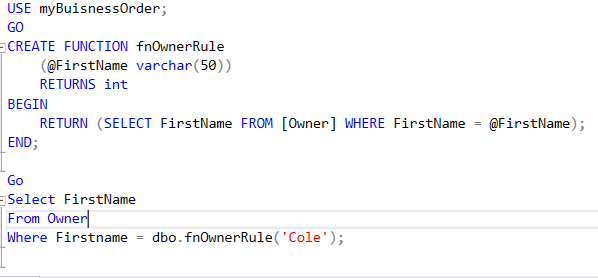 USE myBuisnessOrder;
GO
CREATE FUNCTION fnOwnerRule
(@FirstName varchar(50))
RETURNS int
BEGIN
RETURN (SELECT FirstName FROM [Owner] WHERE FirstName = @FirstName);
END;
Go
Select FirstName
From Owner
Where Firstname = dbo.fnOwnerRule('Cole');